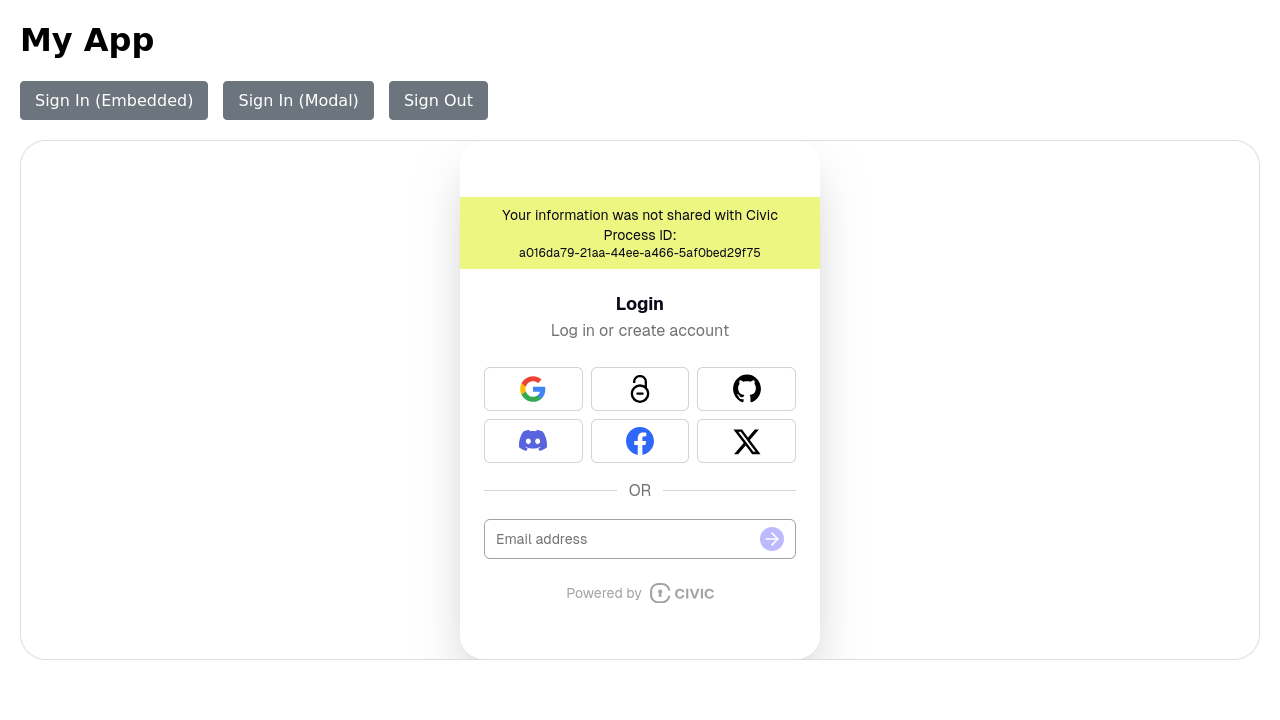 My App
Sign In (Embedded)
Sign In (Modal)
Sign Out
Your information was not shared with Civic
Process ID:
a016da79-21aa-44ee-a466-5af0bed29f75
Login
Log in or create account
OR
Email address
Powered by CIVIC